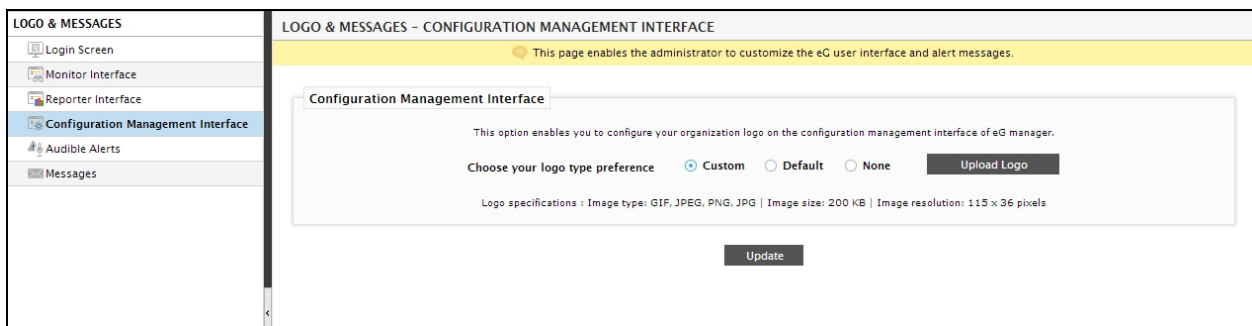 LOGO & MESSAGES
Login Screen
Monitor Interface
Reporter Interface
Configuration Management Interface
Audible Alerts
Messages
LOGO & MESSAGES - CONFIGURATION MANAGEMENT INTERFACE
This page enables the administrator to customize the eG user interface and alert messages.
Configuration Management Interface
This option enables you to configure your organization logo on the configuration management interface of eG manager.
Choose your logo type preference Custom Default None Upload Logo
Logo specifications : Image type: GIF, JPEG, PNG, JPG | Image size: 200 KB | Image resolution: 115 x 36 pixels
Update